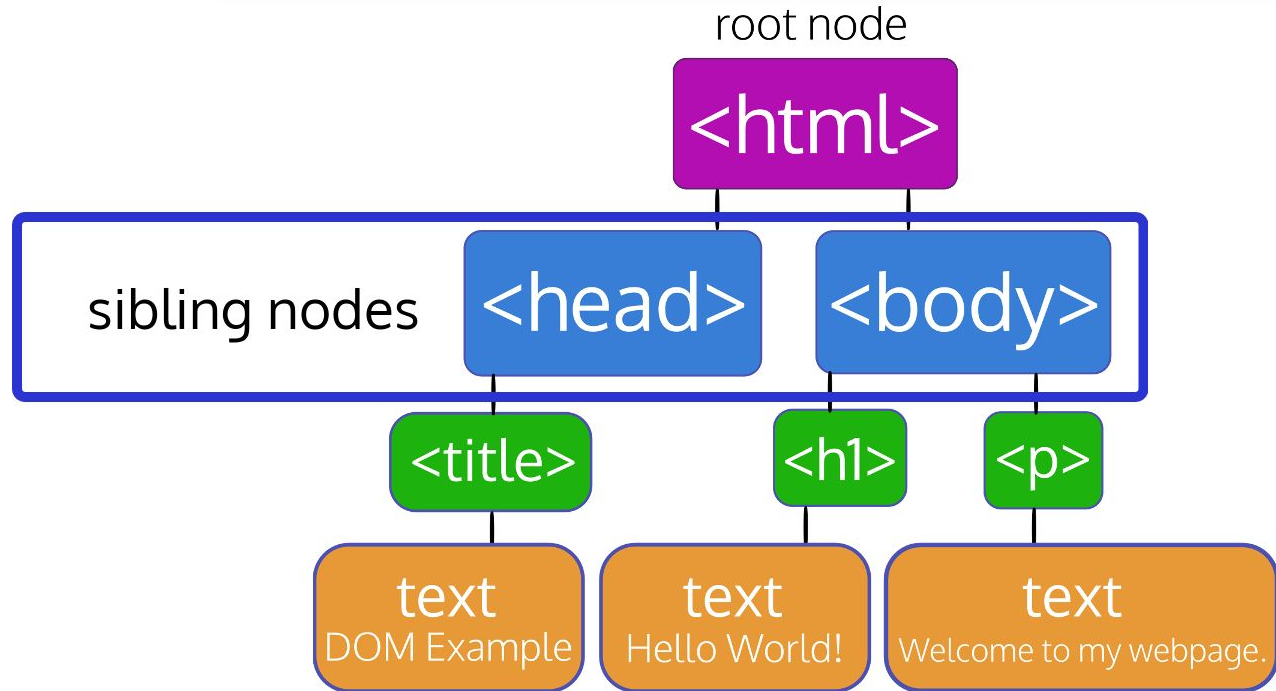 root node
<html>
sibling nodes
<head>
<body>
<title>
<h1>
<p>
text
DOM Example
text
Hello World!
text
Welcome to my webpage.